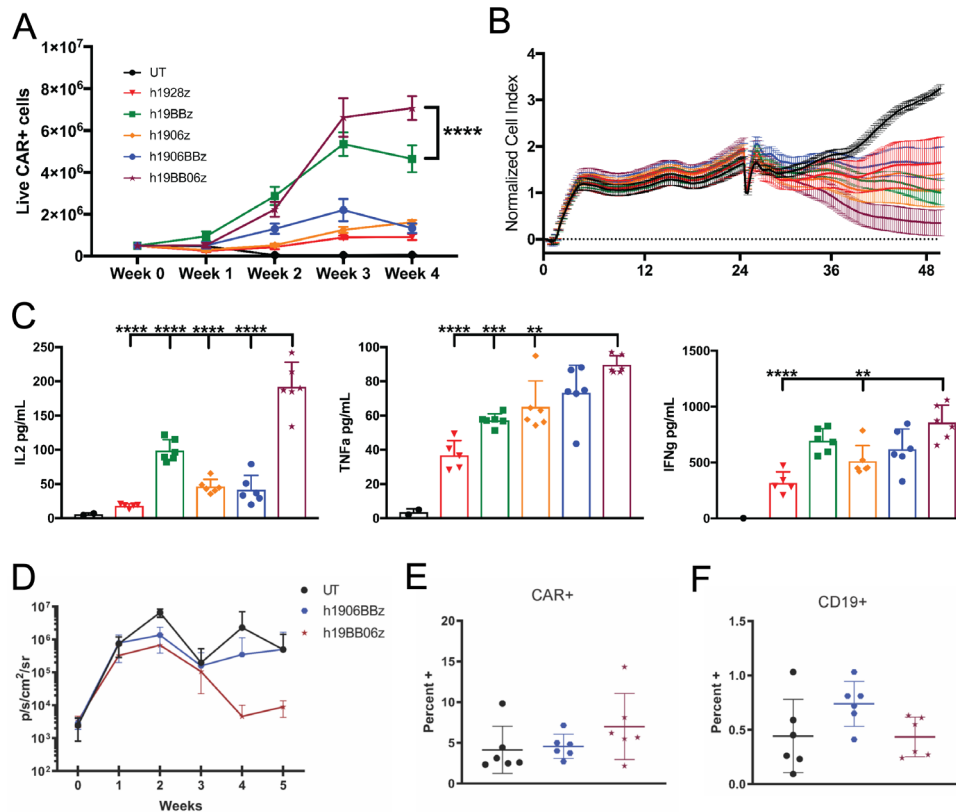 A
1×10⁷
8×10⁶
6×10⁶
4×10⁶
2×10⁶
0
Live CAR+ cells
UT
h1928z
h19BBz
h1906z
h1906BBz
h19BB06z
****
Week 0 Week 1 Week 2 Week 3 Week 4
B
4
3
2
1
0
Normalized Cell Index
0 12 24 36 48
C
**** **** **** ****
250
200
150
100
50
0
IL2 pg/mL
**** *** **
100
80
60
40
20
0
TNFa pg/mL
**** **
1500
1000
500
0
IFNg pg/mL
D
10⁷
10⁶
10⁵
10⁴
10³
10²
p/s/cm²/sr
UT
h1906BBz
h19BB06z
0 1 2 3 4 5
Weeks
E
CAR+
20
15
10
5
0
Percent +
F
CD19+
1.5
1.0
0.5
0.0
Percent +